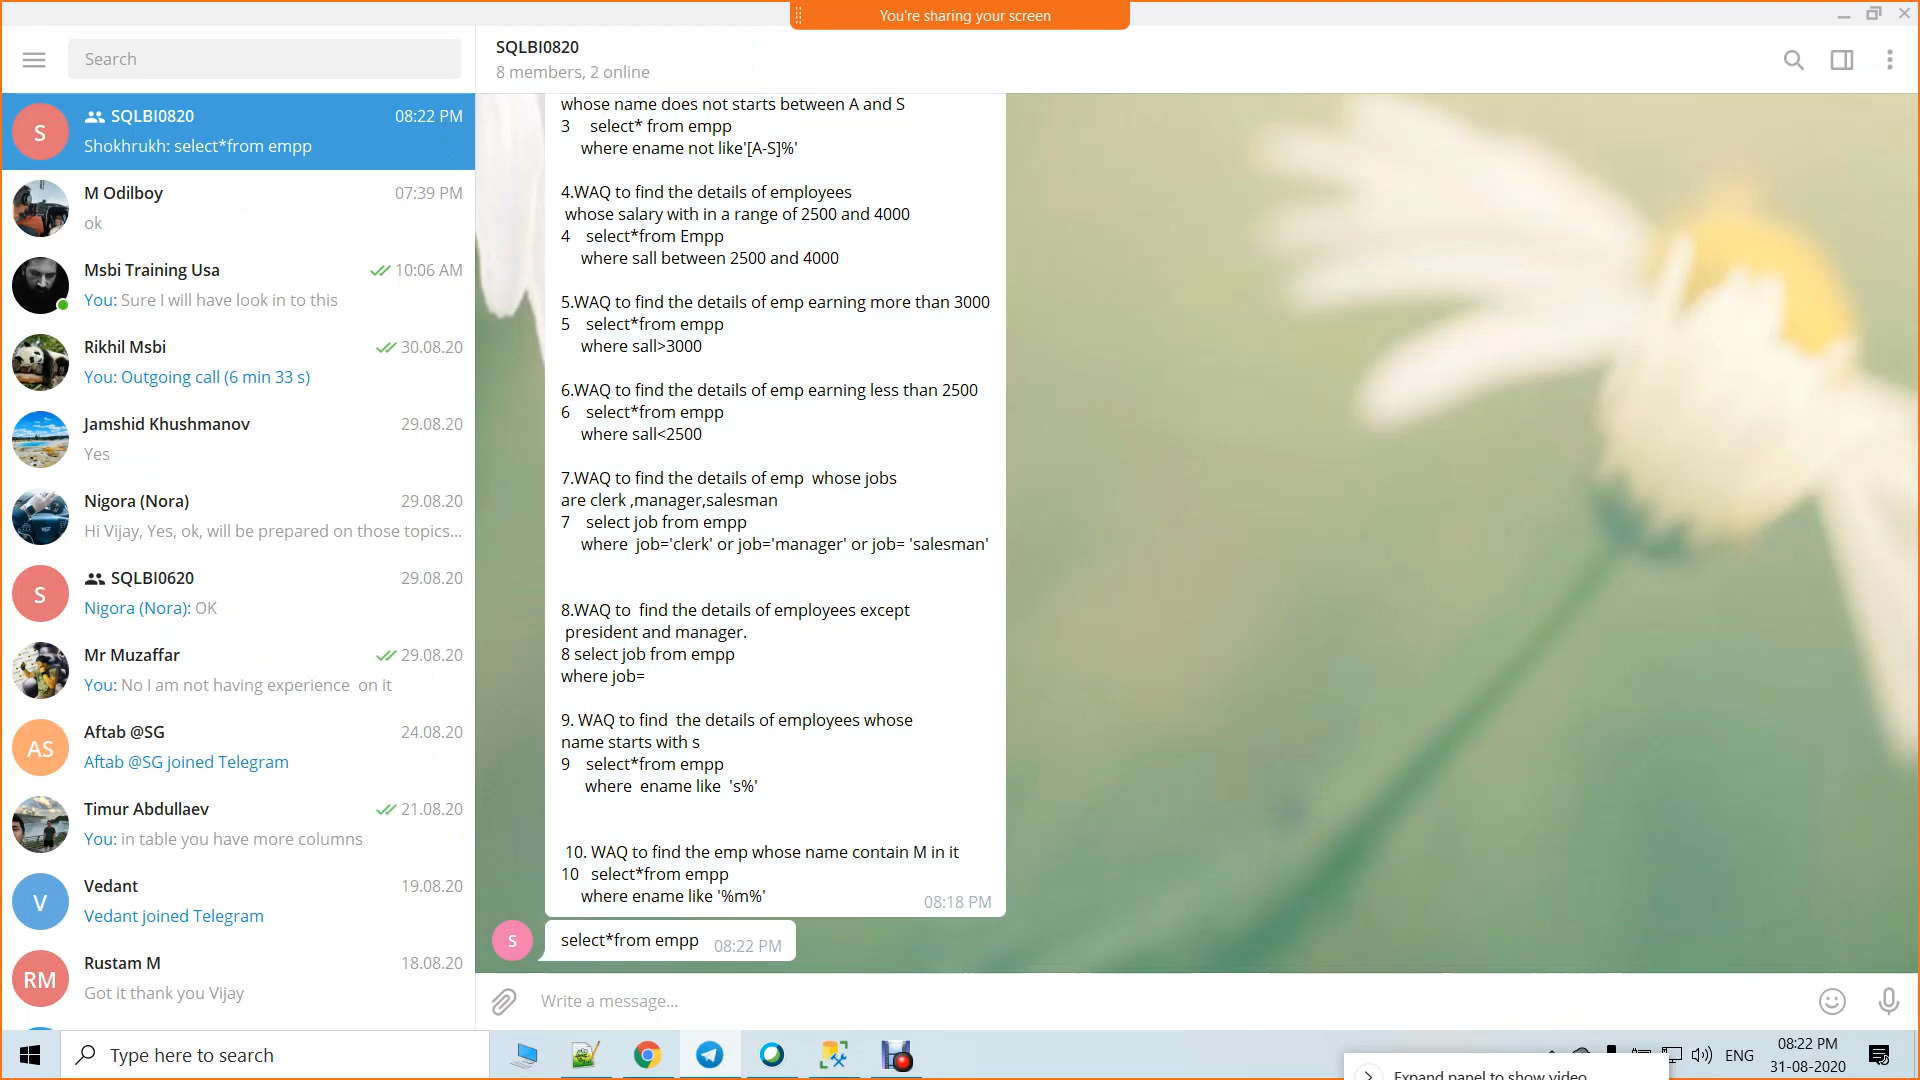 You're sharing your screen
Search
SQLBI0820
8 members, 2 online
S
SQLBI0820
08:22 PM
Shokhrukh: select*from empp
M Odilboy
07:39 PM
ok
Msbi Training Usa
10:06 AM
You: Sure I will have look in to this
Rikhil Msbi
30.08.20
You: Outgoing call (6 min 33 s)
Jamshid Khushmanov
29.08.20
Yes
Nigora (Nora)
29.08.20
Hi Vijay, Yes, ok, will be prepared on those topics...
S
SQLBI0620
29.08.20
Nigora (Nora): OK
Mr Muzaffar
29.08.20
You: No I am not having experience  on it
AS
Aftab @SG
24.08.20
Aftab @SG joined Telegram
Timur Abdullaev
21.08.20
You: in table you have more columns
V
Vedant
19.08.20
Vedant joined Telegram
RM
Rustam M
18.08.20
Got it thank you Vijay
whose name does not starts between A and S
3     select* from empp
where ename not like'[A-S]%'
4.WAQ to find the details of employees
whose salary with in a range of 2500 and 4000
4    select*from Empp
where sall between 2500 and 4000
5.WAQ to find the details of emp earning more than 3000
5    select*from empp
where sall>3000
6.WAQ to find the details of emp earning less than 2500
6    select*from empp
where sall<2500
7.WAQ to find the details of emp  whose jobs
are clerk ,manager,salesman
7    select job from empp
where  job='clerk' or job='manager' or job= 'salesman'
8.WAQ to  find the details of employees except
president and manager.
8 select job from empp
where job=
9. WAQ to find  the details of employees whose
name starts with s
9    select*from empp
where  ename like  's%'
10. WAQ to find the emp whose name contain M in it
10   select*from empp
where ename like '%m%'
08:18 PM
S
select*from empp
08:22 PM
Write a message...
Type here to search
ENG
08:22 PM
31-08-2020
Expand panel to show video